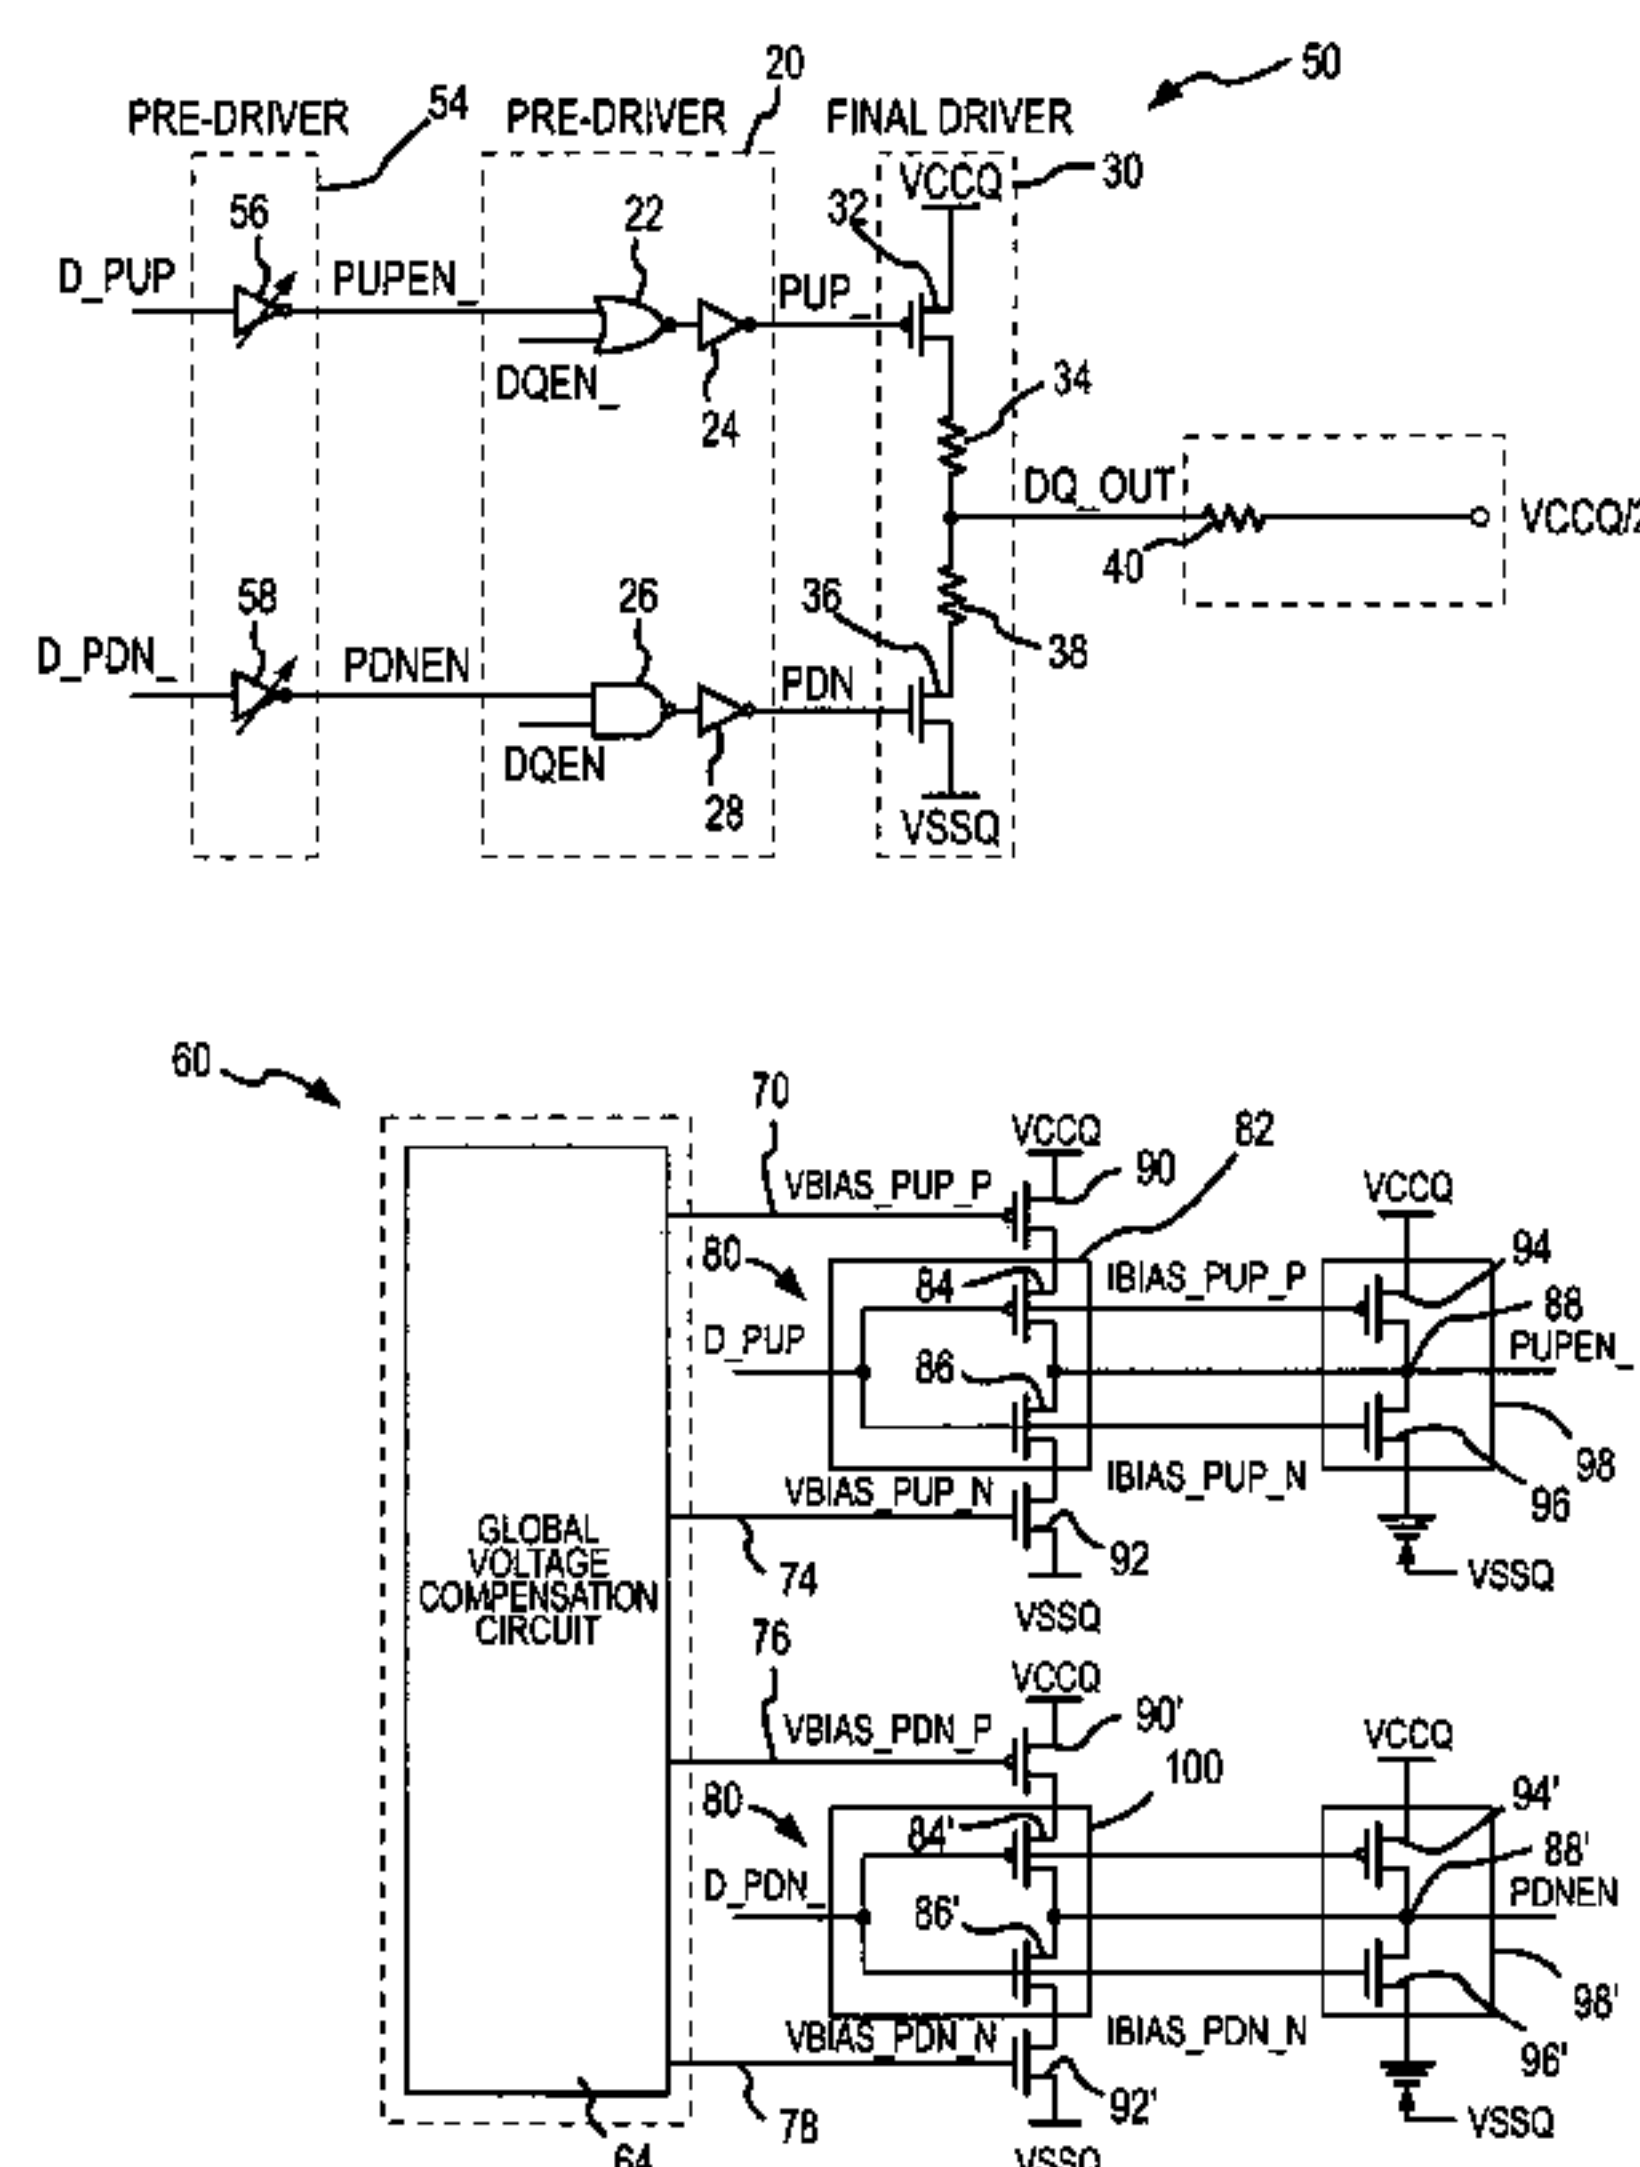 20
50
PRE-DRIVER
54
PRE-DRIVER
FINAL DRIVER
VCCQ
30
56
22
32
D_PUP
PUPEN_
PUP_
DQEN_
24
34
DQ_OUT
VCCQ/2
40
58
26
36
38
D_PDN_
PDNEN
PDN
DQEN
28
VSSQ
60
70
VCCQ
82
VBIAS_PUP_P
90
VCCQ
80
84
IBIAS_PUP_P
94
88
D_PUP
86
PUPEN_
98
VBIAS_PUP_N
IBIAS_PUP_N
96
GLOBAL
VOLTAGE
COMPENSATION
CIRCUIT
74
92
VSSQ
VSSQ
76
VCCQ
VBIAS_PDN_P
90'
VCCQ
100
80
84'
94'
88'
D_PDN_
86'
PDNEN
98'
VBIAS_PDN_N
IBIAS_PDN_N
96'
92'
78
VSSQ
64
VSSQ